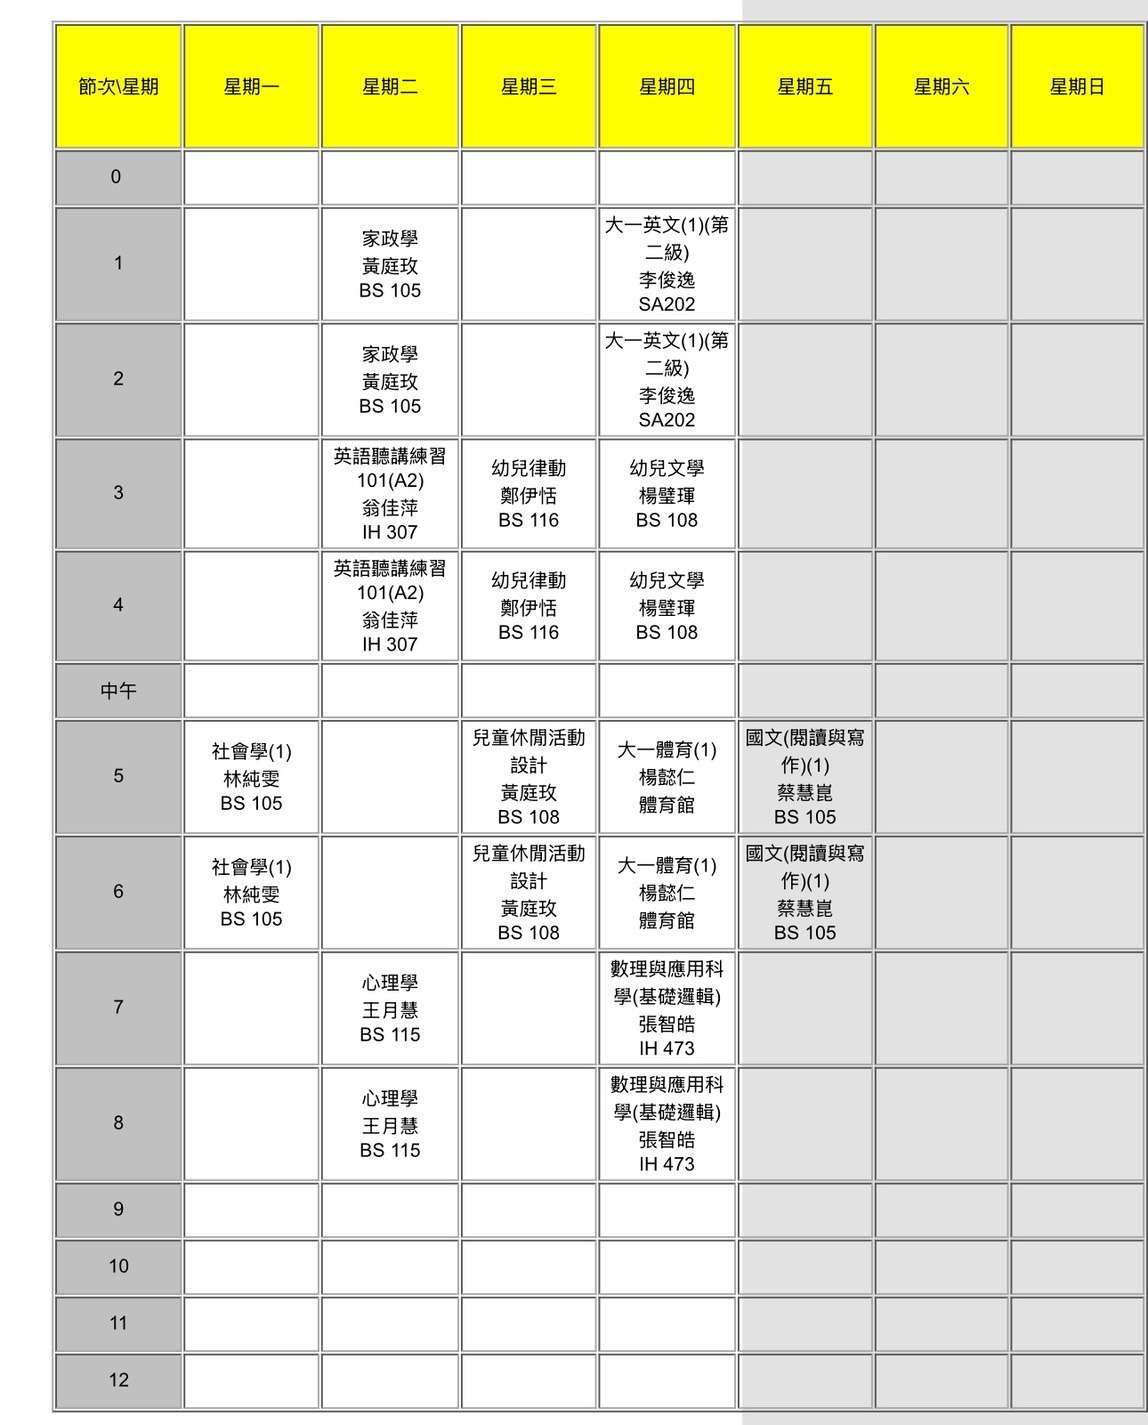 節次\星期 星期一 星期二 星期三 星期四 星期五 星期六 星期日
0
1
家政學
黃庭玫
BS 105
大一英文(1)(第
二級)
李俊逸
SA202
2
家政學
黃庭玫
BS 105
大一英文(1)(第
二級)
李俊逸
SA202
3
英語聽講練習
101(A2)
翁佳萍
IH 307
幼兒律動
鄭伊恬
BS 116
幼兒文學
楊璧琿
BS 108
4
英語聽講練習
101(A2)
翁佳萍
IH 307
幼兒律動
鄭伊恬
BS 116
幼兒文學
楊璧琿
BS 108
中午
5
社會學(1)
林純雯
BS 105
兒童休閒活動
設計
黃庭玫
BS 108
大一體育(1)
楊懿仁
體育館
國文(閱讀與寫
作)(1)
蔡慧崑
BS 105
6
社會學(1)
林純雯
BS 105
兒童休閒活動
設計
黃庭玫
BS 108
大一體育(1)
楊懿仁
體育館
國文(閱讀與寫
作)(1)
蔡慧崑
BS 105
7
心理學
王月慧
BS 115
數理與應用科
學(基礎邏輯)
張智皓
IH 473
8
心理學
王月慧
BS 115
數理與應用科
學(基礎邏輯)
張智皓
IH 473
9
10
11
12